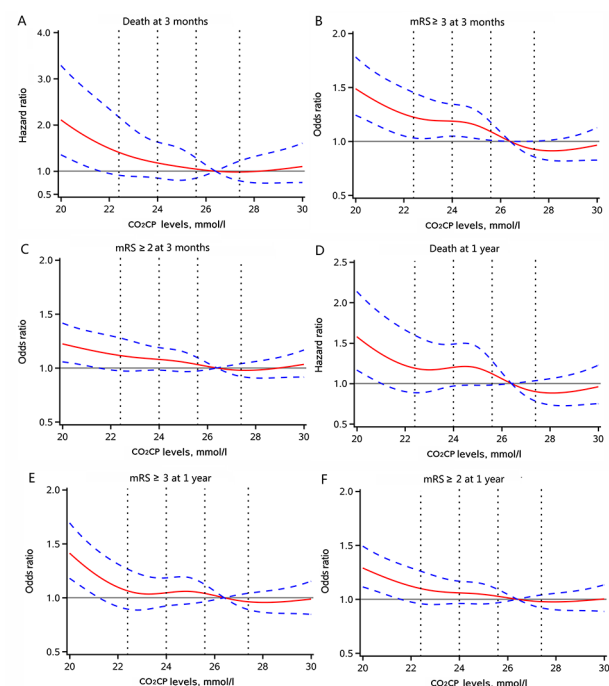 A
Death at 3 months
4.0
3.0
2.0
1.0
0.5
Hazard ratio
20 22 24 26 28 30
CO₂CP levels, mmol/l
B
mRS ≥ 3 at 3 months
2.0
1.5
1.0
0.5
Odds ratio
20 22 24 26 28 30
CO₂CP levels, mmol/l
C
mRS ≥ 2 at 3 months
2.0
1.5
1.0
0.5
Odds ratio
20 22 24 26 28 30
CO₂CP levels, mmol/l
D
Death at 1 year
2.5
2.0
1.5
1.0
0.5
Hazard ratio
20 22 24 26 28 30
CO₂CP levels, mmol/l
E
mRS ≥ 3 at 1 year
2.0
1.5
1.0
0.5
Odds ratio
20 22 24 26 28 30
CO₂CP levels, mmol/l
F
mRS ≥ 2 at 1 year
2.0
1.5
1.0
0.5
Odds ratio
20 22 24 26 28 30
CO₂CP levels, mmol/l